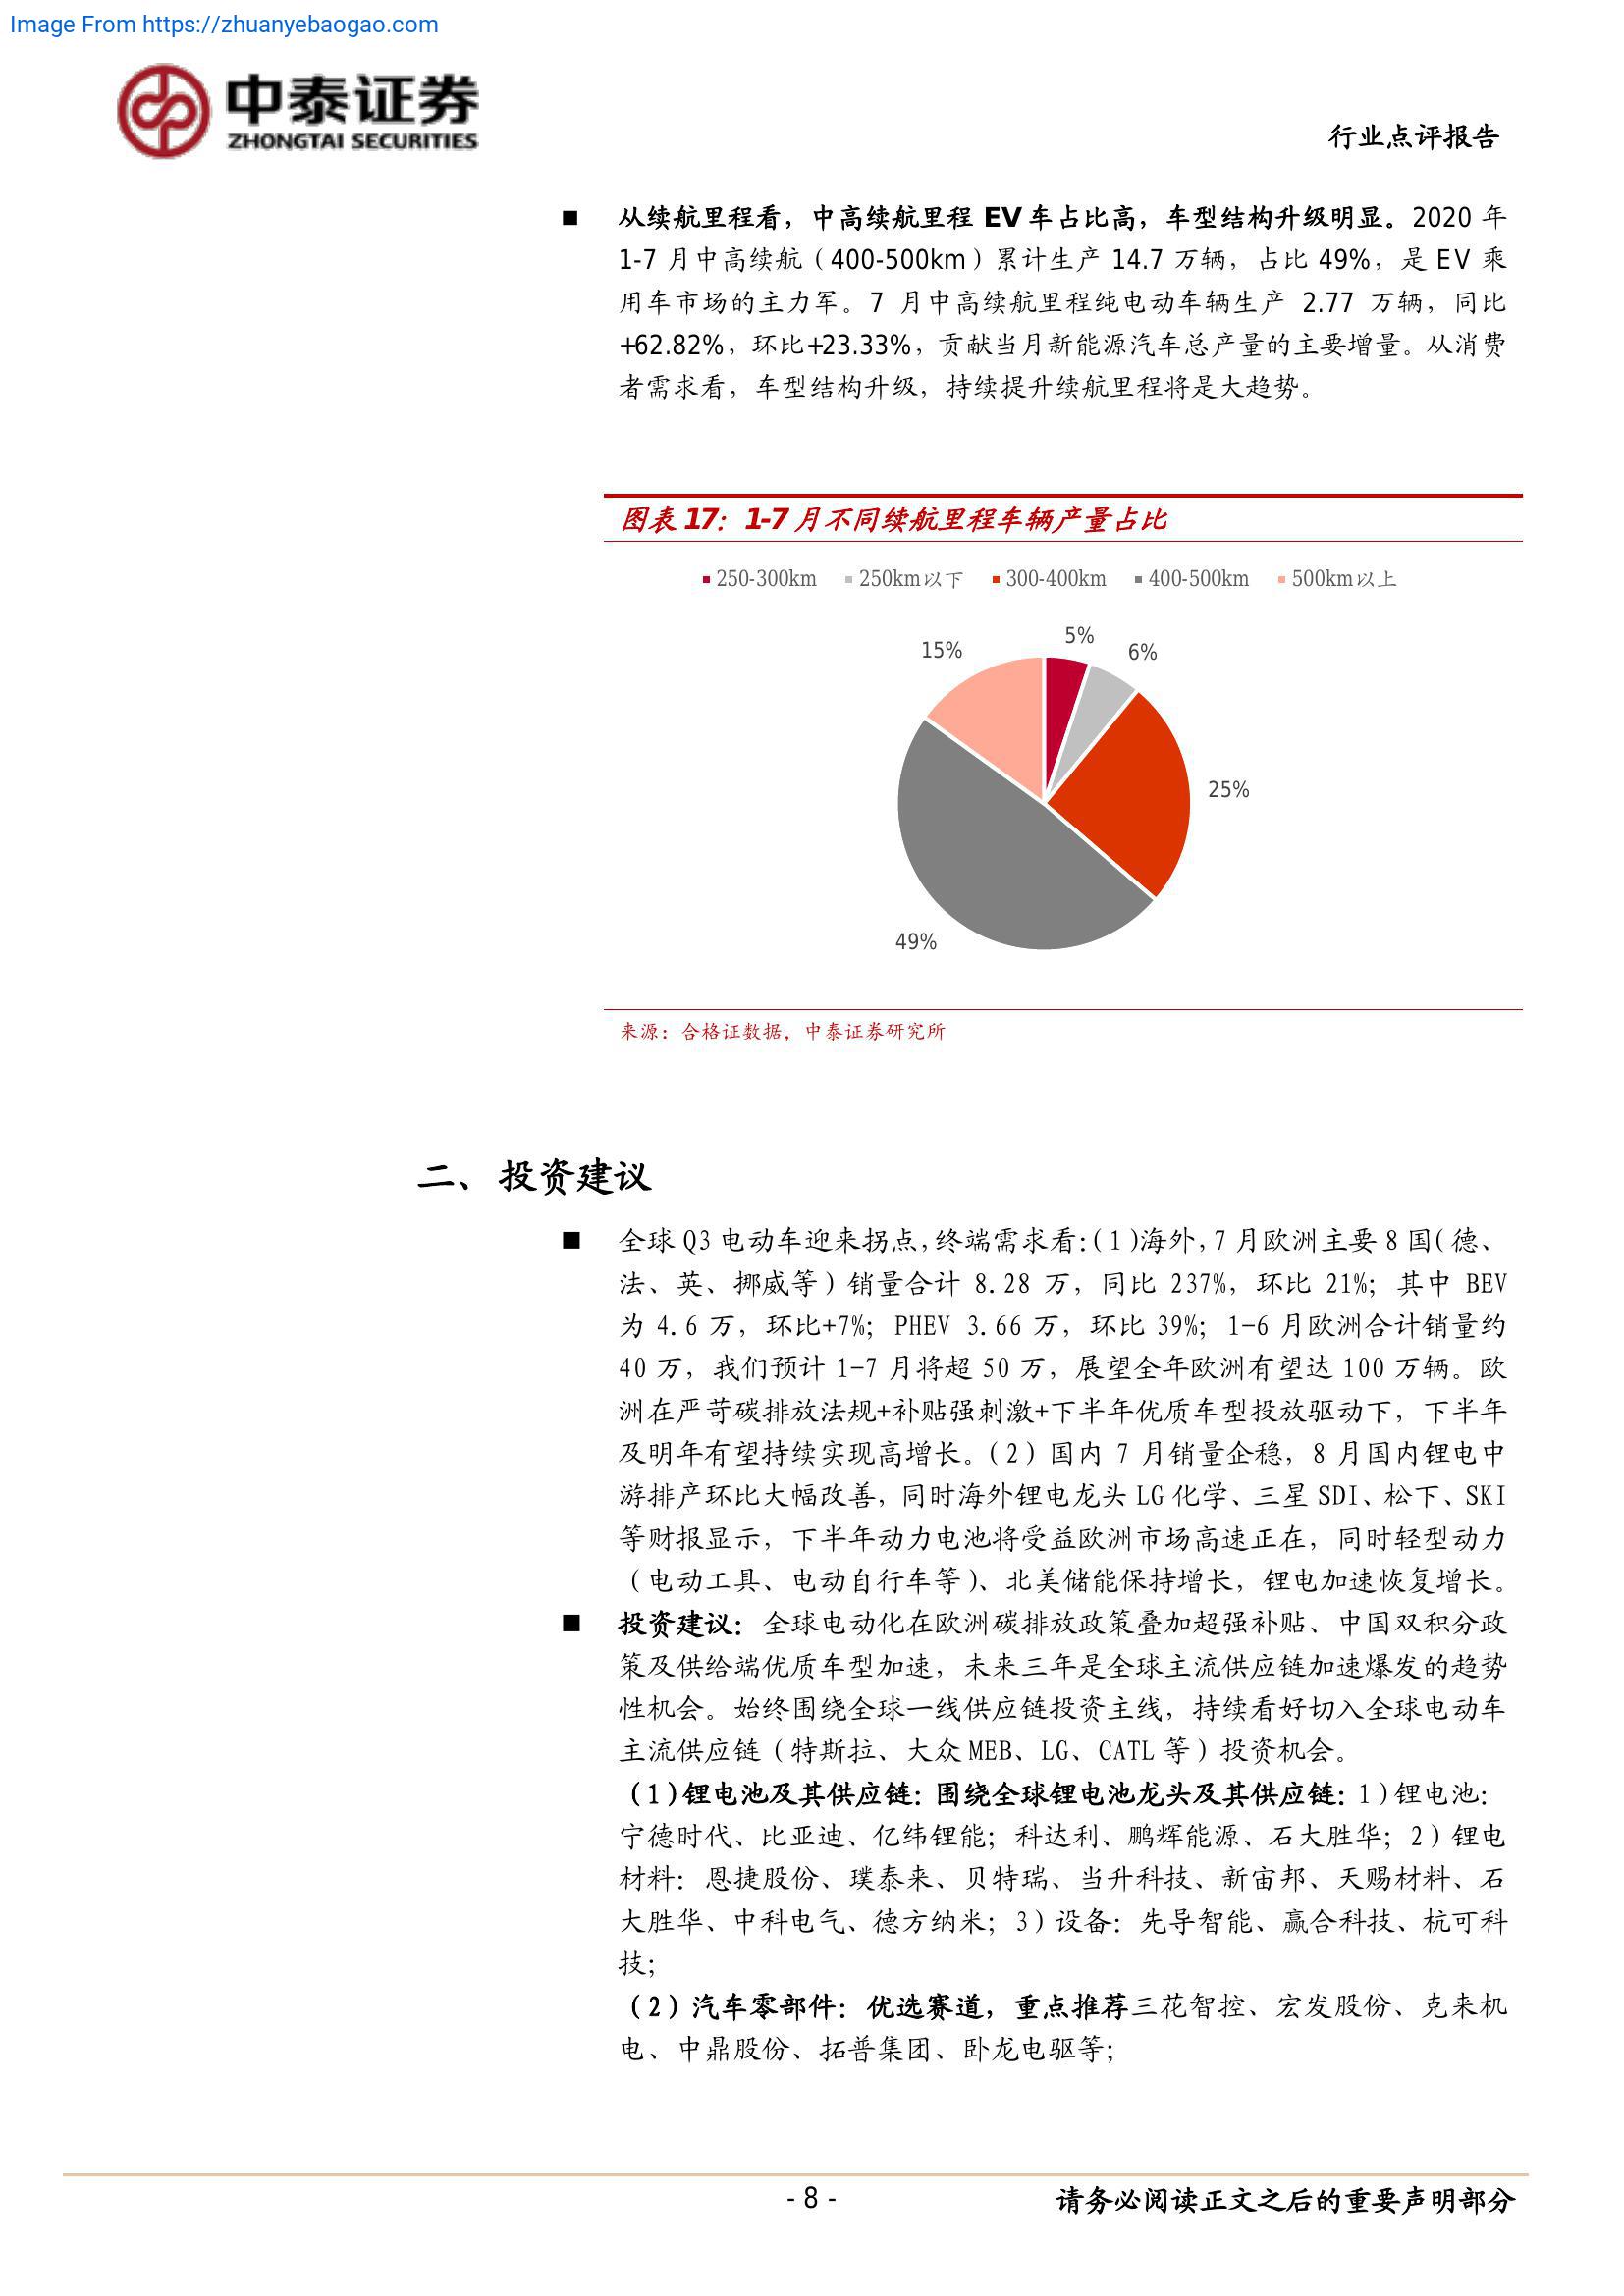 Image From https://zhuanyebaogao.com
中泰证券
ZHONGTAI SECURITIES
行业点评报告
■ 从续航里程看，中高续航里程 EV 车占比高，车型结构升级明显。2020 年
1-7 月中高续航（400-500km）累计生产 14.7 万辆，占比 49%，是 EV 乘
用车市场的主力军。7 月中高续航里程纯电动车辆生产 2.77 万辆，同比
+62.82%，环比+23.33%，贡献当月新能源汽车总产量的主要增量。从消费
者需求看，车型结构升级，持续提升续航里程将是大趋势。
图表 17：1-7 月不同续航里程车辆产量占比
250-300km 250km以下 300-400km 400-500km 500km以上
5%
15%
6%
25%
49%
来源：合格证数据，中泰证券研究所
二、投资建议
■ 全球 Q3 电动车迎来拐点，终端需求看：（1）海外，7 月欧洲主要 8 国（德、
法、英、挪威等）销量合计 8.28 万，同比 237%，环比 21%；其中 BEV
为 4.6 万，环比+7%；PHEV 3.66 万，环比 39%；1-6 月欧洲合计销量约
40 万，我们预计 1-7 月将超 50 万，展望全年欧洲有望达 100 万辆。欧
洲在严苛碳排放法规+补贴强刺激+下半年优质车型投放驱动下，下半年
及明年有望持续实现高增长。（2）国内 7 月销量企稳，8 月国内锂电中
游排产环比大幅改善，同时海外锂电龙头 LG 化学、三星 SDI、松下、SKI
等财报显示，下半年动力电池将受益欧洲市场高速正在，同时轻型动力
（电动工具、电动自行车等）、北美储能保持增长，锂电加速恢复增长。
■ 投资建议：全球电动化在欧洲碳排放政策叠加超强补贴、中国双积分政
策及供给端优质车型加速，未来三年是全球主流供应链加速爆发的趋势
性机会。始终围绕全球一线供应链投资主线，持续看好切入全球电动车
主流供应链（特斯拉、大众 MEB、LG、CATL 等）投资机会。
（1）锂电池及其供应链：围绕全球锂电池龙头及其供应链：1）锂电池：
宁德时代、比亚迪、亿纬锂能；科达利、鹏辉能源、石大胜华；2）锂电
材料：恩捷股份、璞泰来、贝特瑞、当升科技、新宙邦、天赐材料、石
大胜华、中科电气、德方纳米；3）设备：先导智能、赢合科技、杭可科
技；
（2）汽车零部件：优选赛道，重点推荐三花智控、宏发股份、克来机
电、中鼎股份、拓普集团、卧龙电驱等；
- 8 -
请务必阅读正文之后的重要声明部分